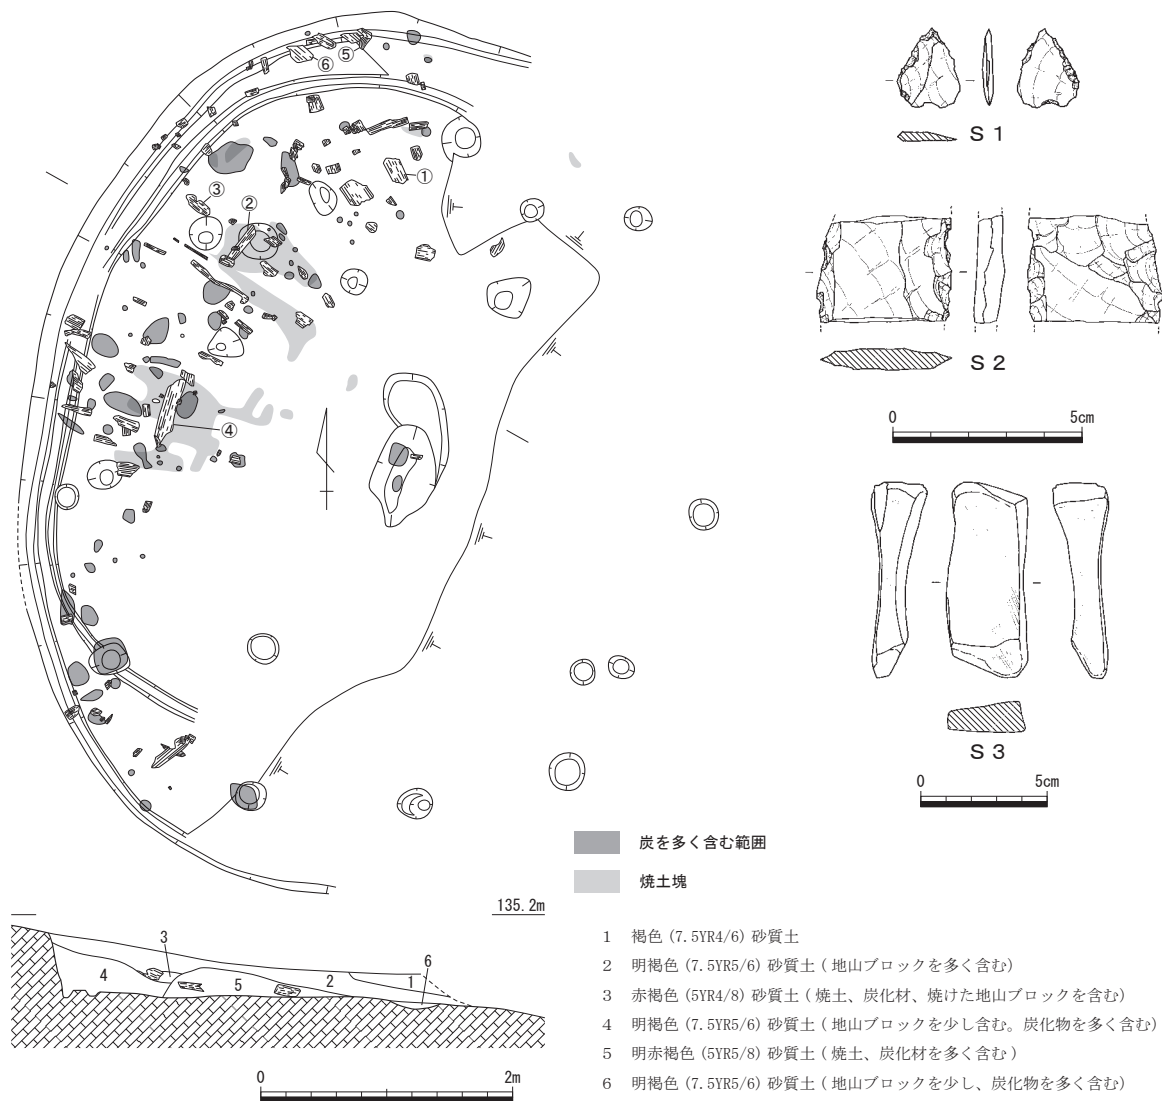 ⑤
⑥
①
③
②
④
S 1
S 2
0 5cm
S 3
0 5cm
炭を多く含む範囲
焼土塊
135.2m
3
6
4
5
2
1
0 2m
1 褐色 (7.5YR4/6) 砂質土
2 明褐色 (7.5YR5/6) 砂質土 ( 地山ブロックを多く含む)
3 赤褐色 (5YR4/8) 砂質土 ( 焼土、炭化材、焼けた地山ブロックを含む)
4 明褐色 (7.5YR5/6) 砂質土 ( 地山ブロックを少し含む。炭化物を多く含む)
5 明赤褐色 (5YR5/8) 砂質土 ( 焼土、炭化材を多く含む )
6 明褐色 (7.5YR5/6) 砂質土 ( 地山ブロックを少し、炭化物を多く含む)